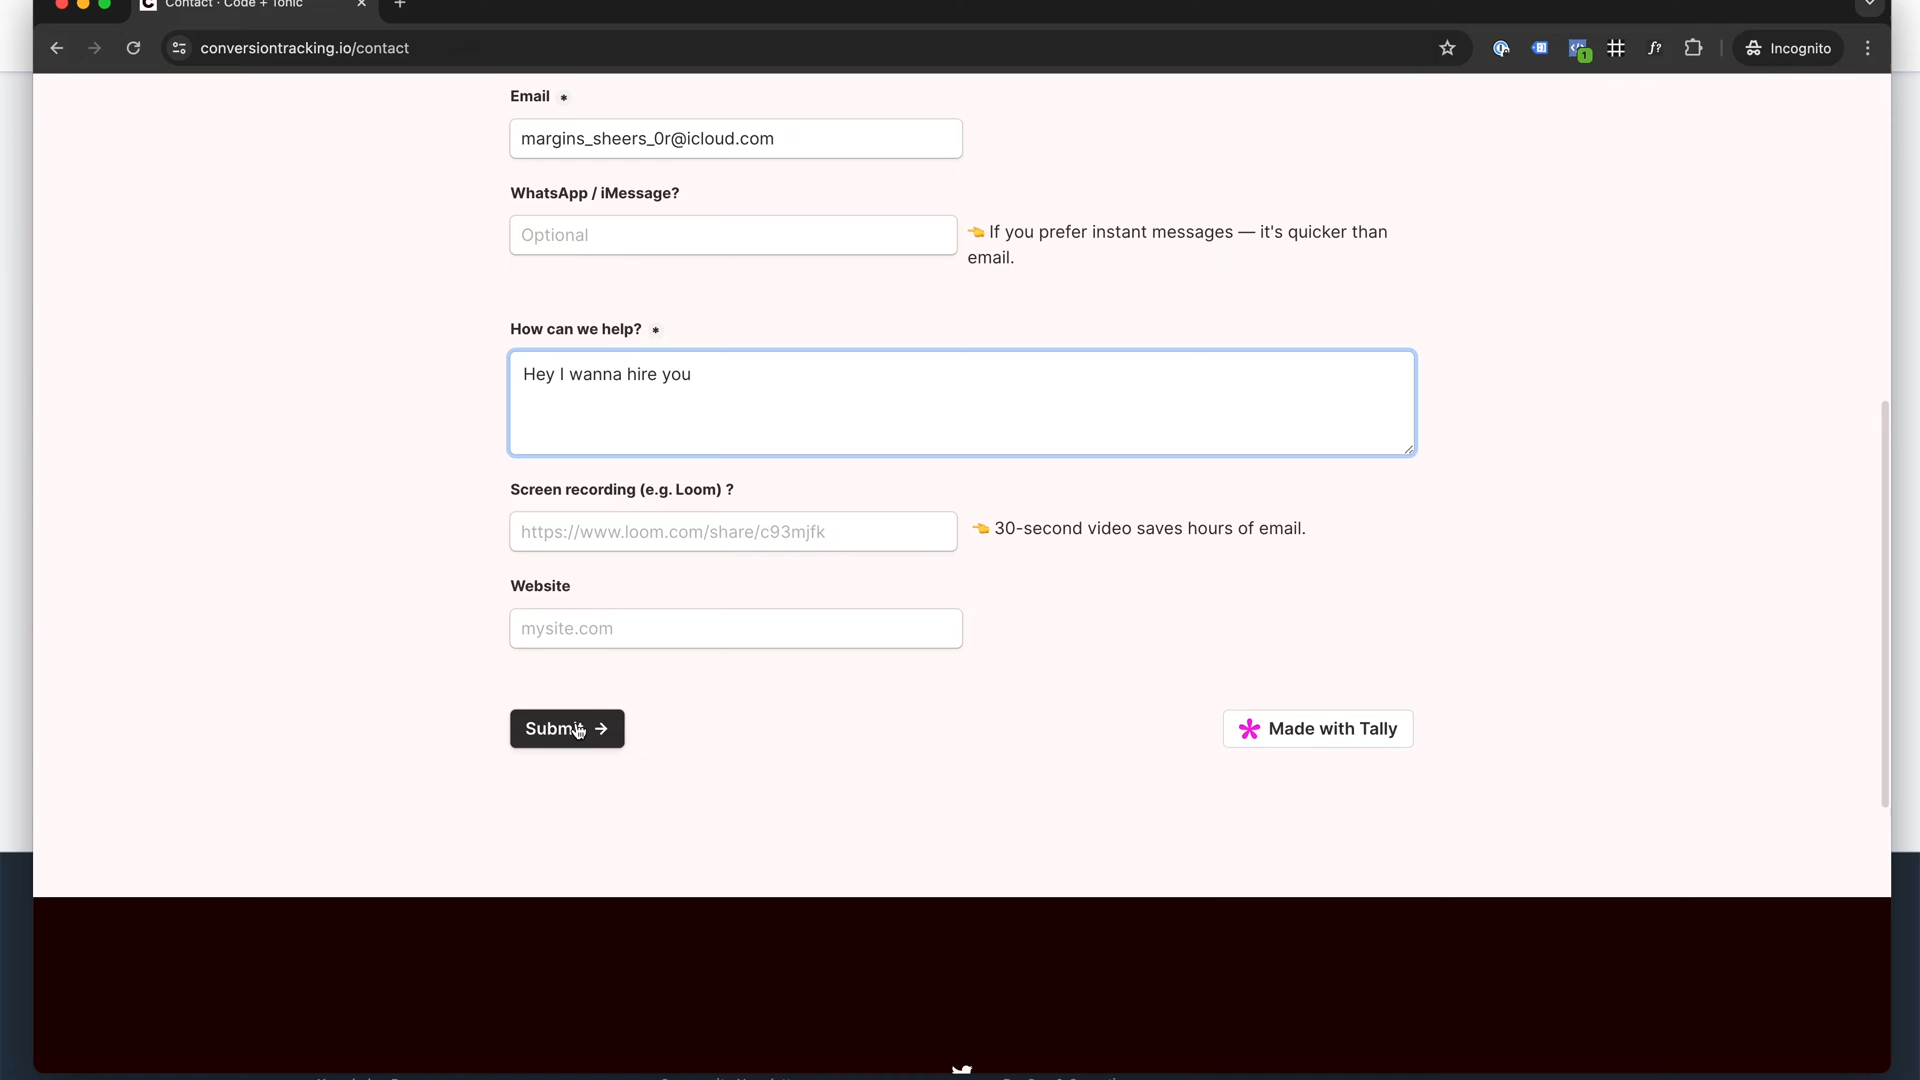 Contact · Code + Tonic
conversiontracking.io/contact
1
f?
Incognito
Email *
margins_sheers_0r@icloud.com
WhatsApp / iMessage?
Optional
👈 If you prefer instant messages — it's quicker than
email.
How can we help? *
Hey I wanna hire you
Screen recording (e.g. Loom) ?
https://www.loom.com/share/c93mjfk
👈 30-second video saves hours of email.
Website
mysite.com
Submit →
Made with Tally